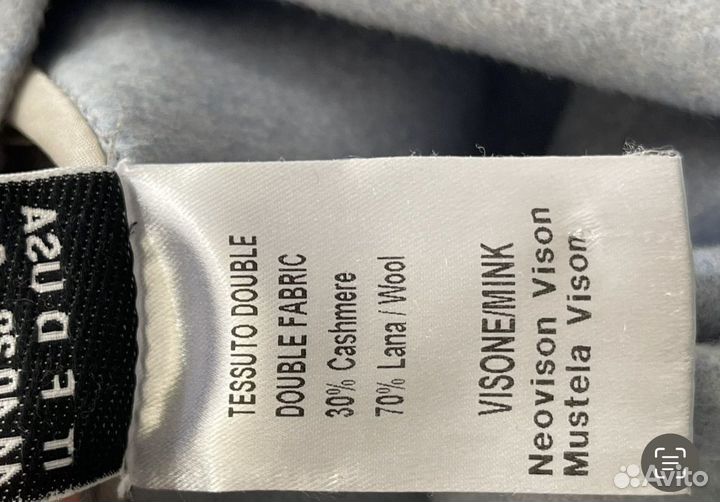 TESSUTO DOUBLE
DOUBLE FABRIC
30% Cashmere
70% Lana / Wool
VISONE/MINK
Neovison Vison
Mustela Vison
Avito